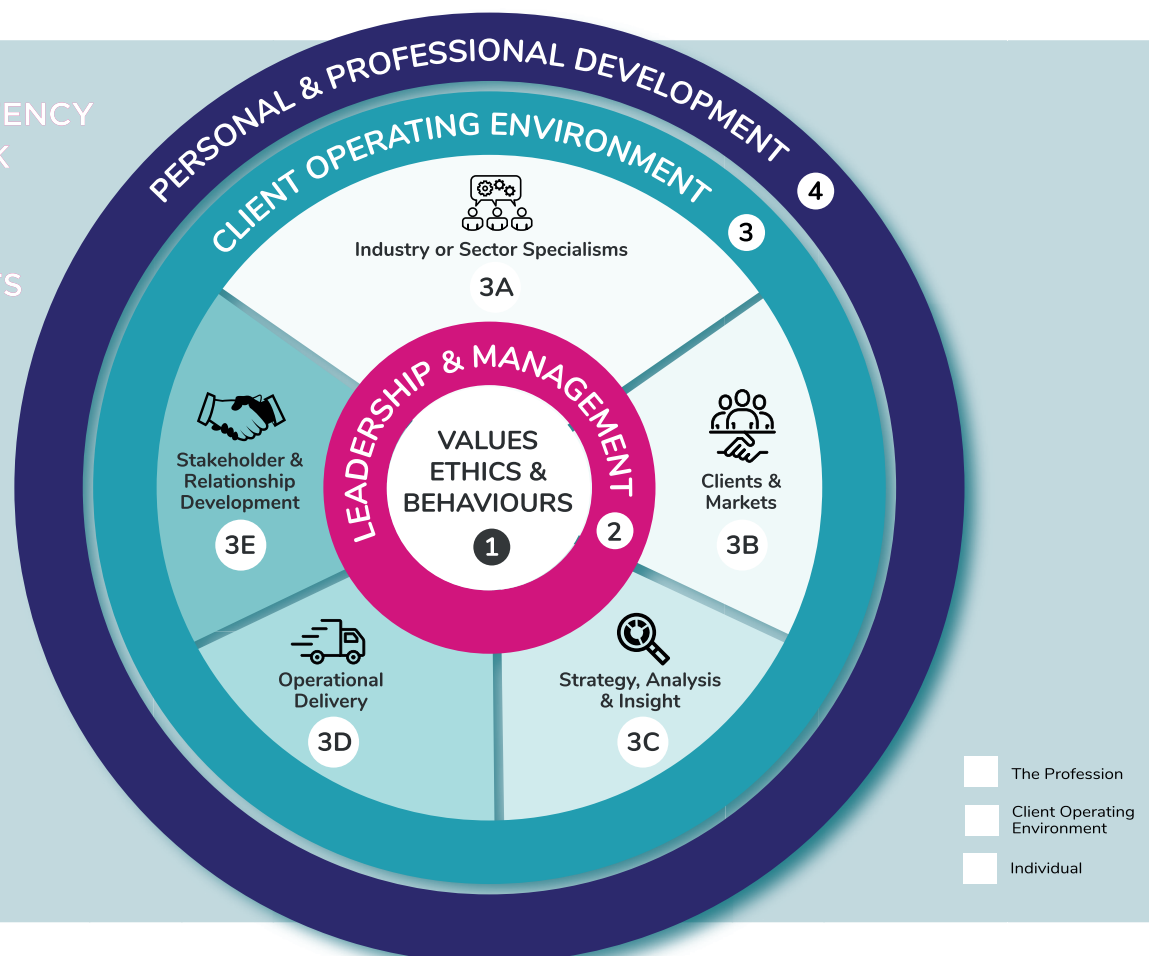 PERSONAL & PROFESSIONAL DEVELOPMENT
4
ENCY
K
S
CLIENT OPERATING ENVIRONMENT
3
Industry or Sector Specialisms
3A
LEADERSHIP & MANAGEMENT
2
VALUES
ETHICS &
BEHAVIOURS
1
Stakeholder &
Relationship
Development
3E
Clients &
Markets
3B
Operational
Delivery
3D
Strategy, Analysis
& Insight
3C
The Profession
Client Operating
Environment
Individual